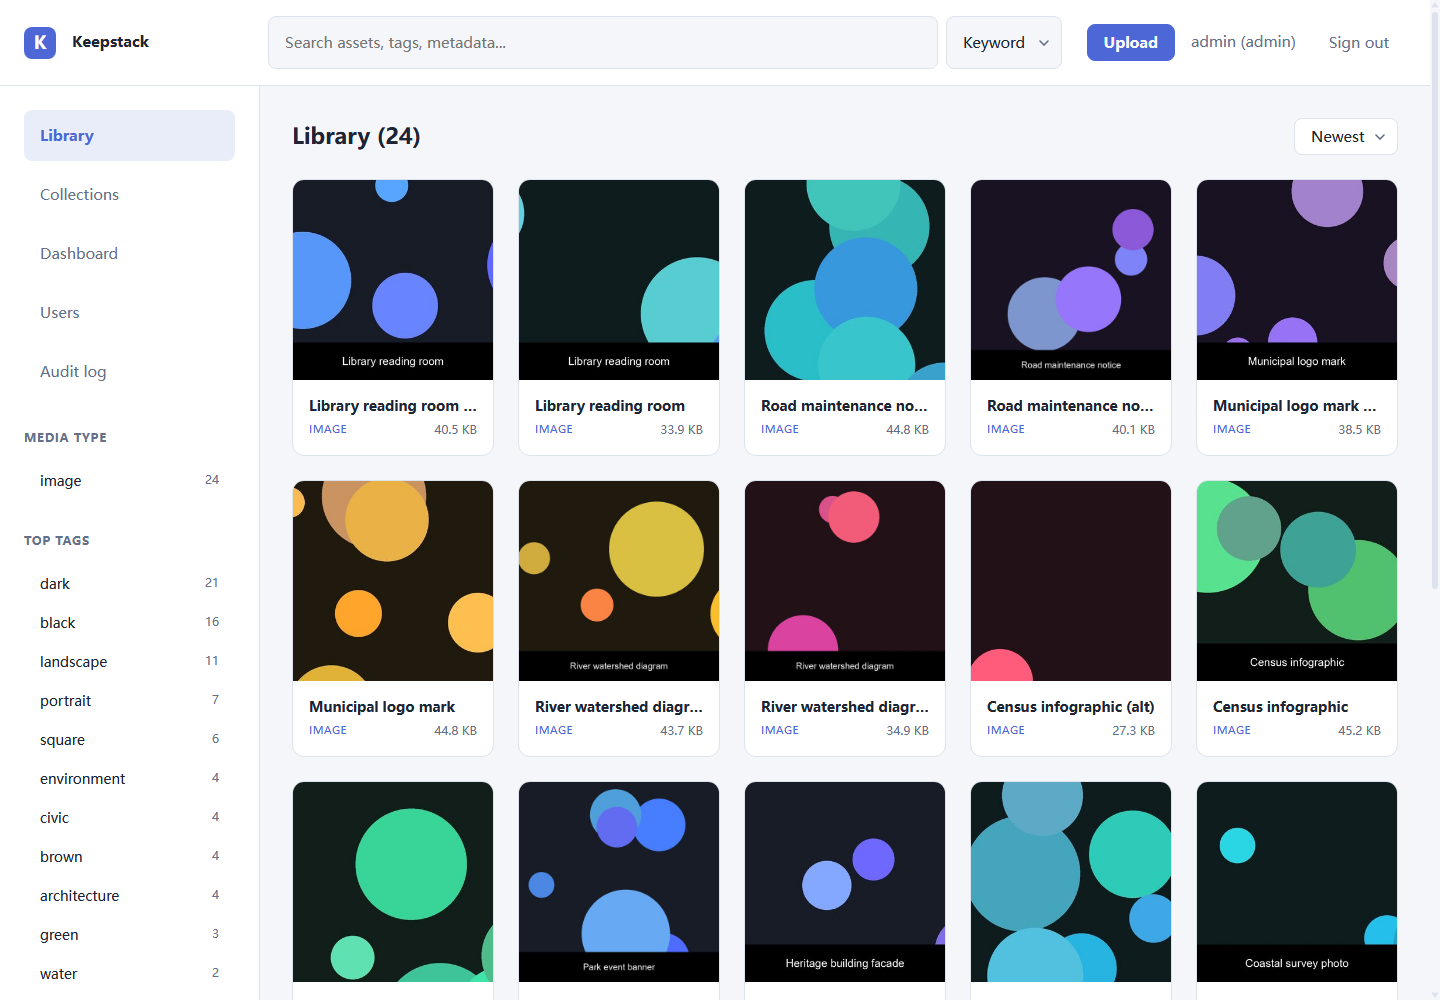 K
Keepstack
Search assets, tags, metadata...
Keyword
Upload
admin (admin)
Sign out
Library
Collections
Dashboard
Users
Audit log
MEDIA TYPE
image 24
TOP TAGS
dark 21
black 16
landscape 11
portrait 7
square 6
environment 4
civic 4
brown 4
architecture 4
green 3
water 2
Library (24)
Newest
Library reading room
Library reading room ...
IMAGE 40.5 KB
Library reading room
Library reading room
IMAGE 33.9 KB
Road maintenance no...
IMAGE 44.8 KB
Road maintenance notice
Road maintenance no...
IMAGE 40.1 KB
Municipal logo mark
Municipal logo mark ...
IMAGE 38.5 KB
Municipal logo mark
IMAGE 44.8 KB
River watershed diagram
River watershed diagr...
IMAGE 43.7 KB
River watershed diagram
River watershed diagr...
IMAGE 34.9 KB
Census infographic (alt)
IMAGE 27.3 KB
Census infographic
Census infographic
IMAGE 45.2 KB
Park event banner
Heritage building facade
Coastal survey photo